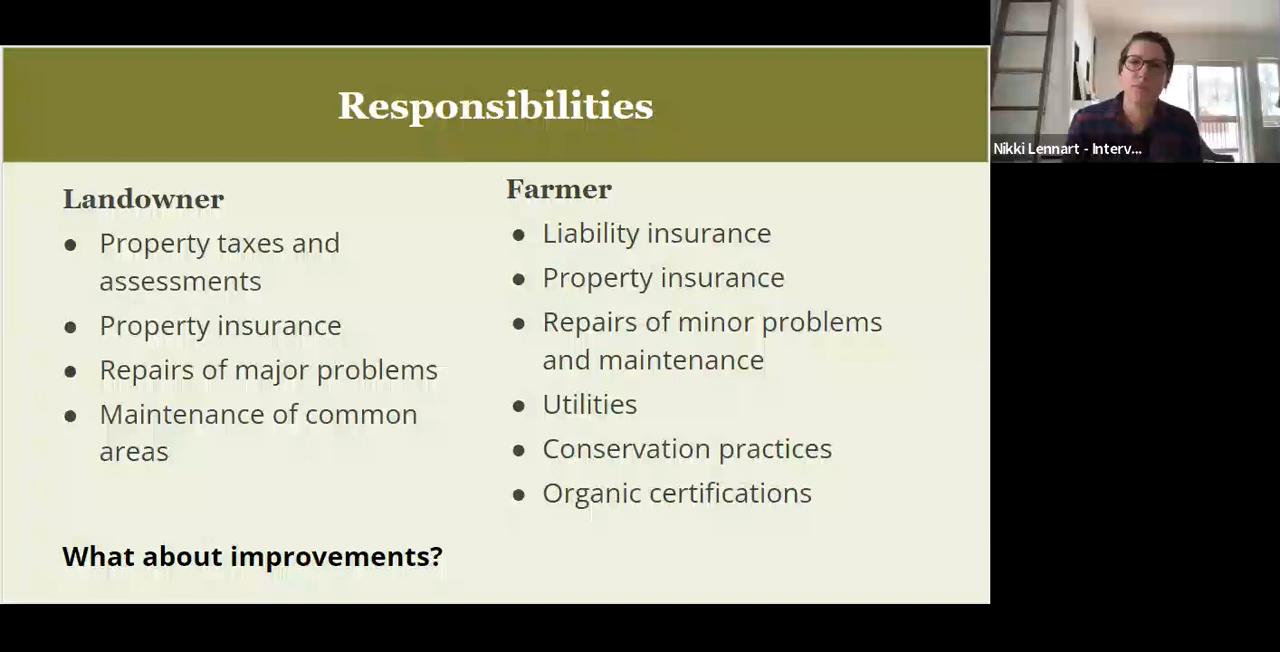 Responsibilities
Landowner
● Property taxes and
assessments
● Property insurance
● Repairs of major problems
● Maintenance of common
areas
Farmer
● Liability insurance
● Property insurance
● Repairs of minor problems
and maintenance
● Utilities
● Conservation practices
● Organic certifications
What about improvements?
Nikki Lennart - Interv...